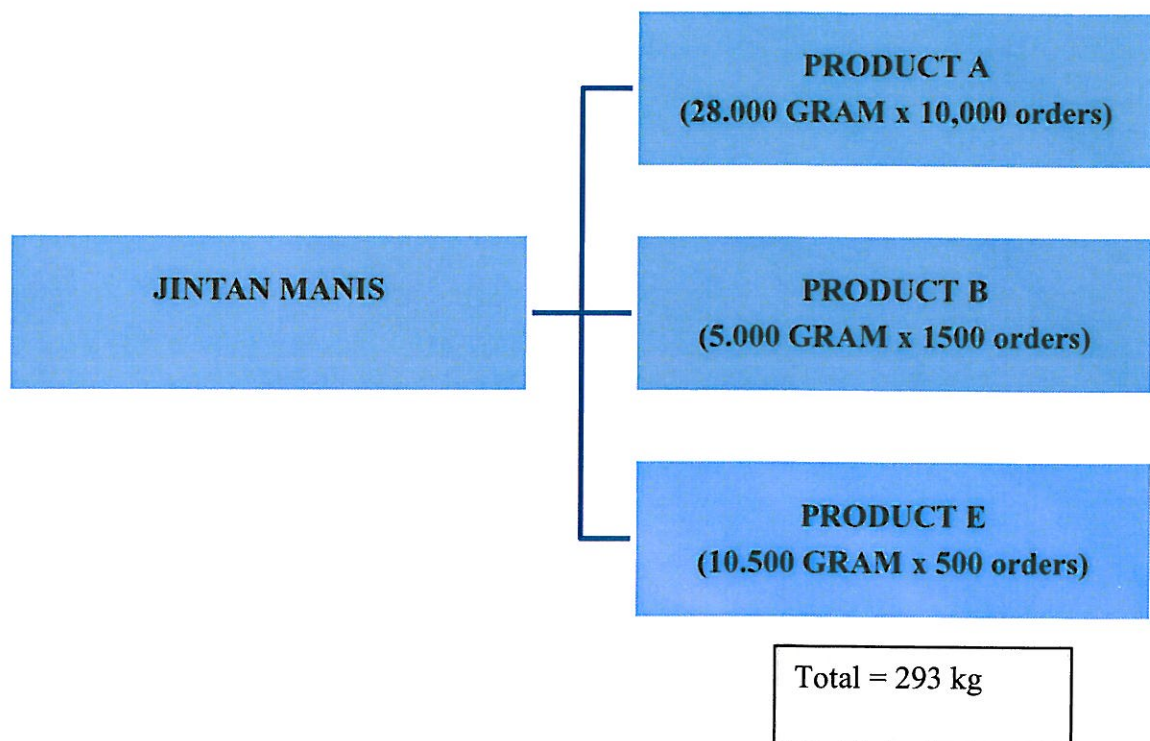 PRODUCT A
(28.000 GRAM x 10,000 orders)
JINTAN MANIS
PRODUCT B
(5.000 GRAM x 1500 orders)
PRODUCT E
(10.500 GRAM x 500 orders)
Total = 293 kg